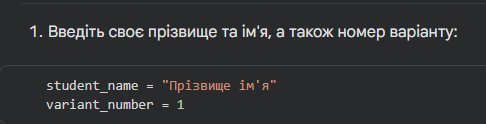 1. Введіть своє прізвище та ім'я, а також номер варіанту:
student_name = "Прізвище ім'я"
variant_number = 1